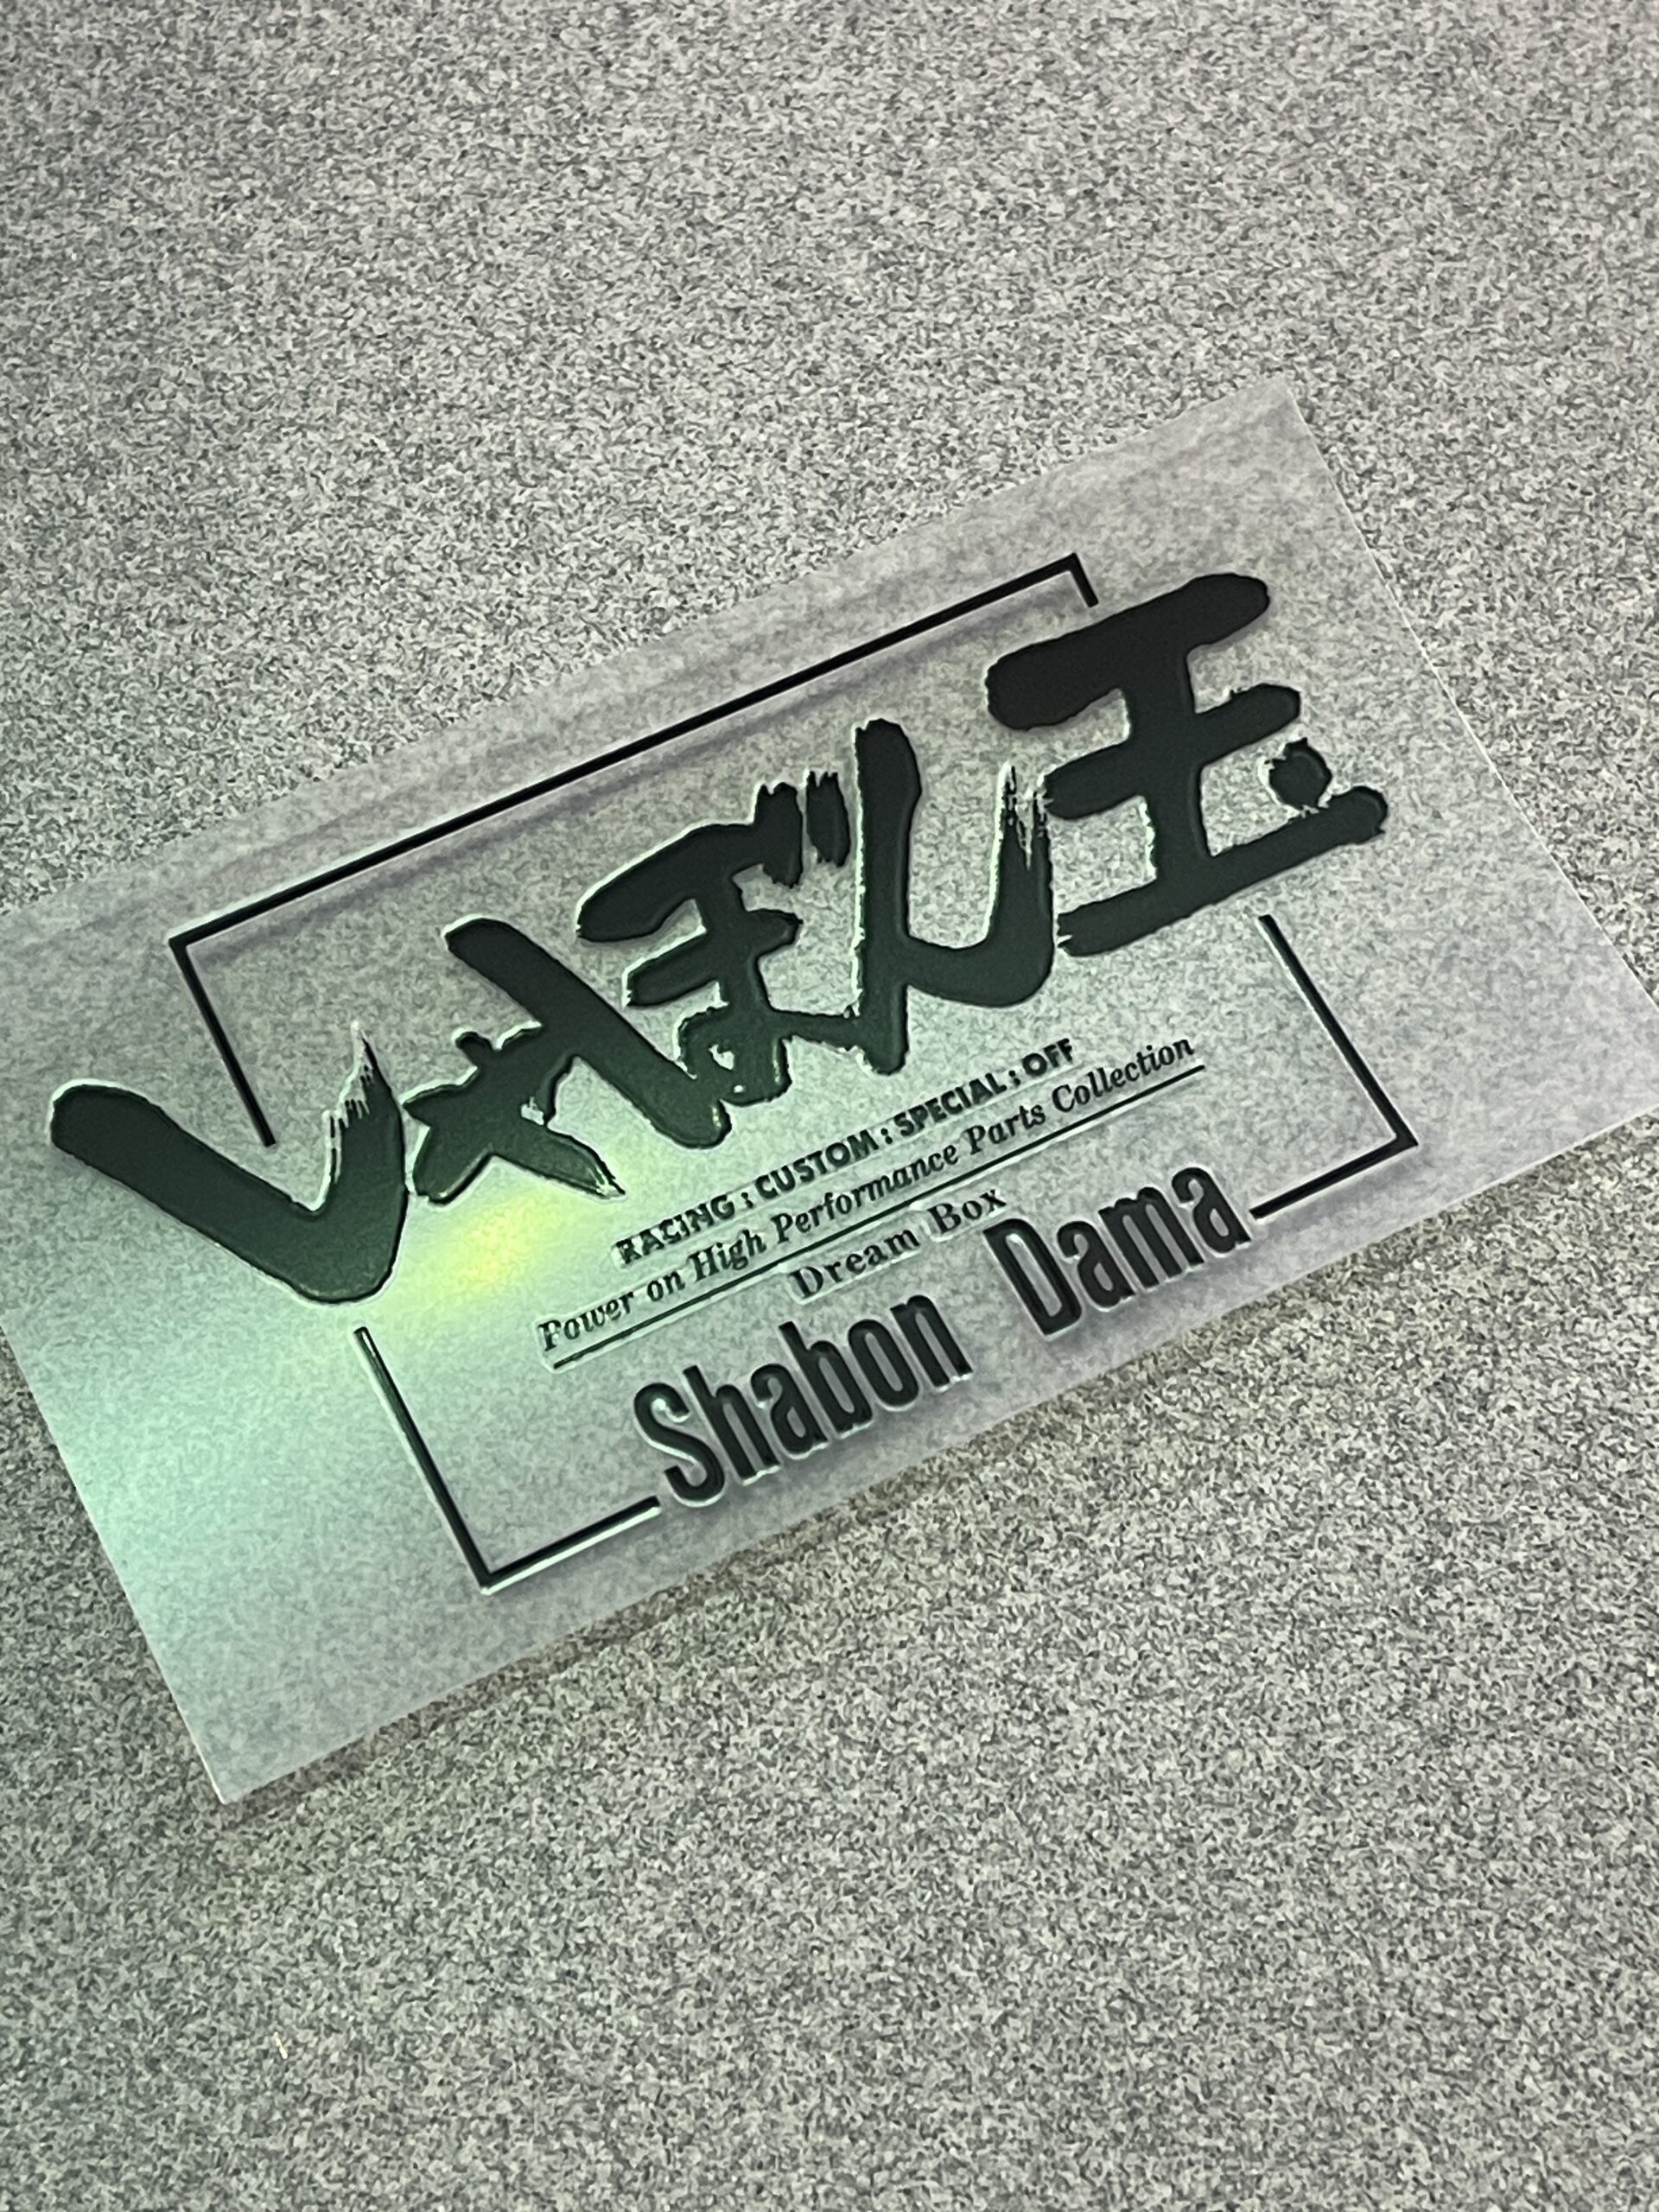 しゃぼん玉
RACING : CUSTOM : SPECIAL : OFF
Power on High Performance Parts Collection
Dream Box
Shabon Dama